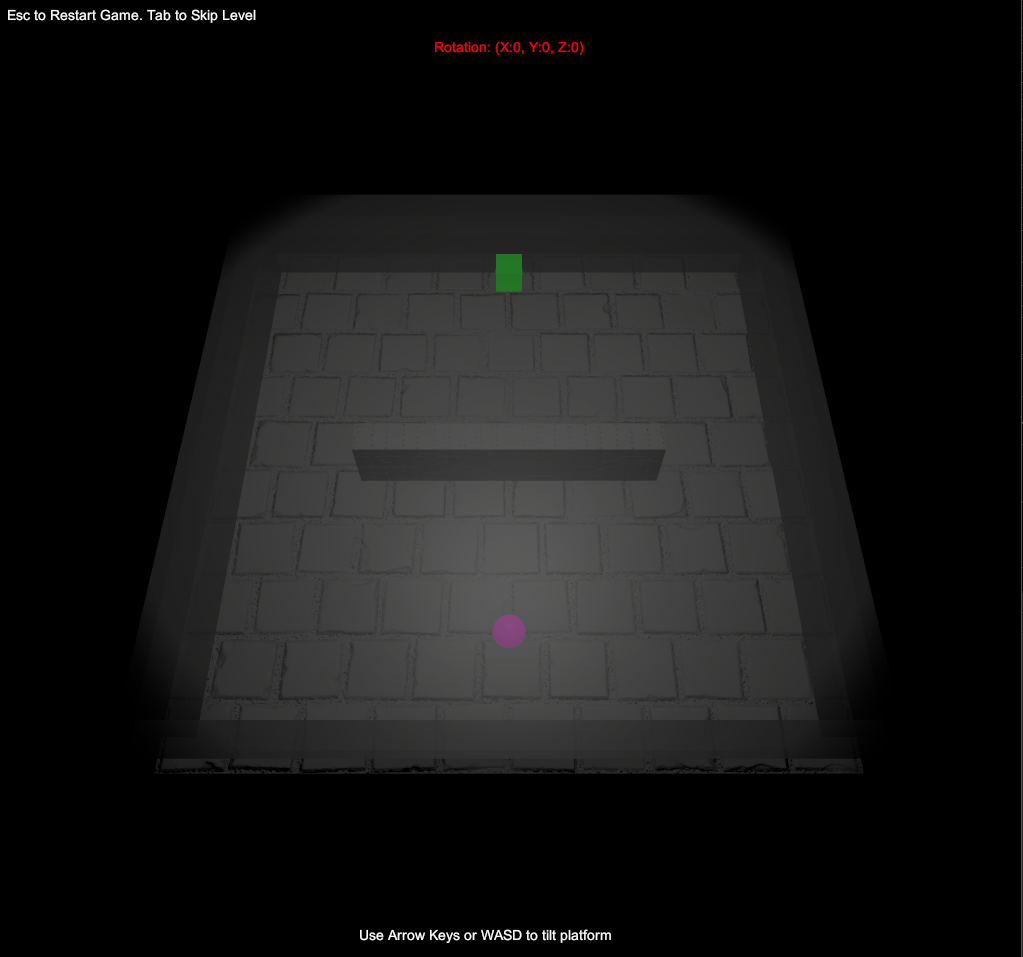 Esc to Restart Game. Tab to Skip Level
Rotation: (X:0, Y:0, Z:0)
Use Arrow Keys or WASD to tilt platform